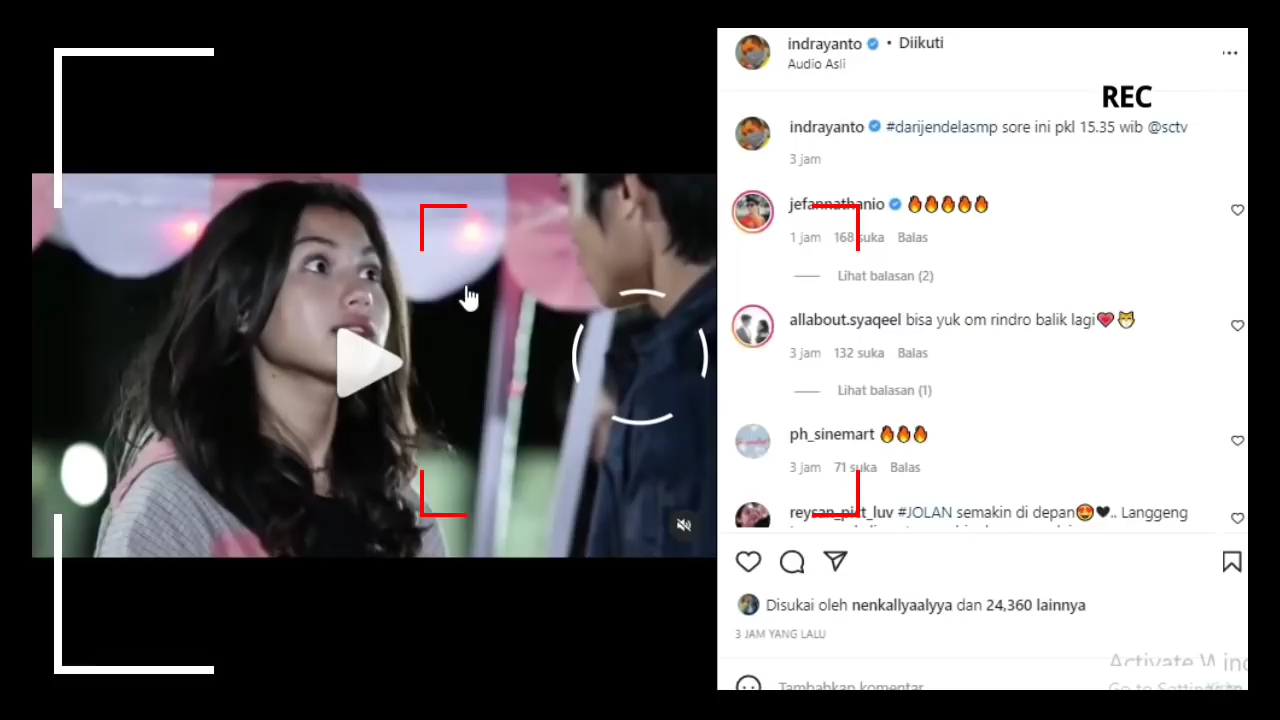 indrayanto • Diikuti
Audio Asli
REC
indrayanto #darijendelasmp sore ini pkl 15.35 wib @sctv
3 jam
jefannathanio 🔥🔥🔥🔥🔥
1 jam 168 suka Balas
Lihat balasan (2)
allabout.syaqeel bisa yuk om rindro balik lagi💗😸
3 jam 132 suka Balas
Lihat balasan (1)
ph_sinemart 🔥🔥🔥
3 jam 71 suka Balas
#JOLAN semakin di depan😍🖤.. Langgeng
Disukai oleh nenkallyaalyya dan 24,360 lainnya
3 JAM YANG LALU
Activate
Tambahkan komentar
Go to